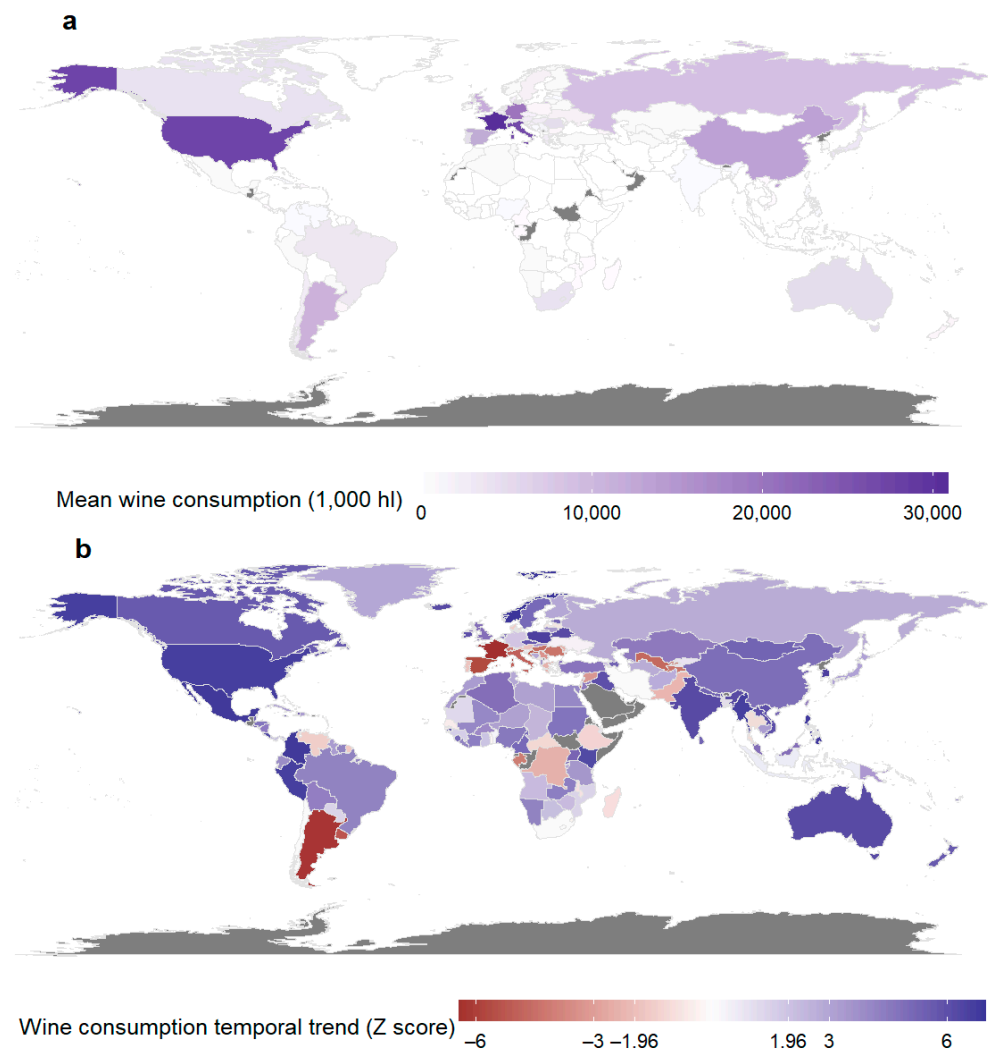 a
Mean wine consumption (1,000 hl)
0 10,000 20,000 30,000
b
Wine consumption temporal trend (Z score)
–6 –3 –1.96 1.96 3 6